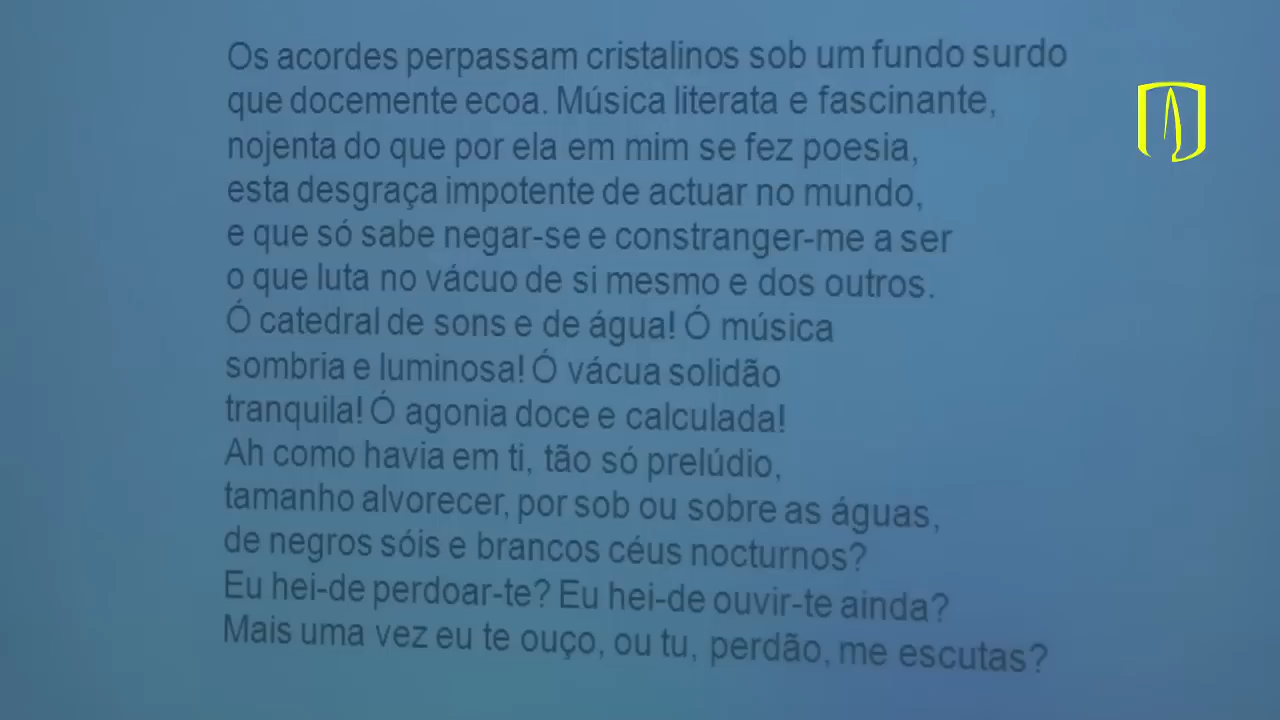 Os acordes perpassam cristalinos sob um fundo surdo
que docemente ecoa. Música literata e fascinante,
nojenta do que por ela em mim se fez poesia,
esta desgraça impotente de actuar no mundo,
e que só sabe negar-se e constranger-me a ser
o que luta no vácuo de si mesmo e dos outros.
Ó catedral de sons e de água! Ó música
sombria e luminosa! Ó vácua solidão
tranquila! Ó agonia doce e calculada!
Ah como havia em ti, tão só prelúdio,
tamanho alvorecer, por sob ou sobre as águas,
de negros sóis e brancos céus nocturnos?
Eu hei-de perdoar-te? Eu hei-de ouvir-te ainda?
Mais uma vez eu te ouço, ou tu, perdão, me escutas?